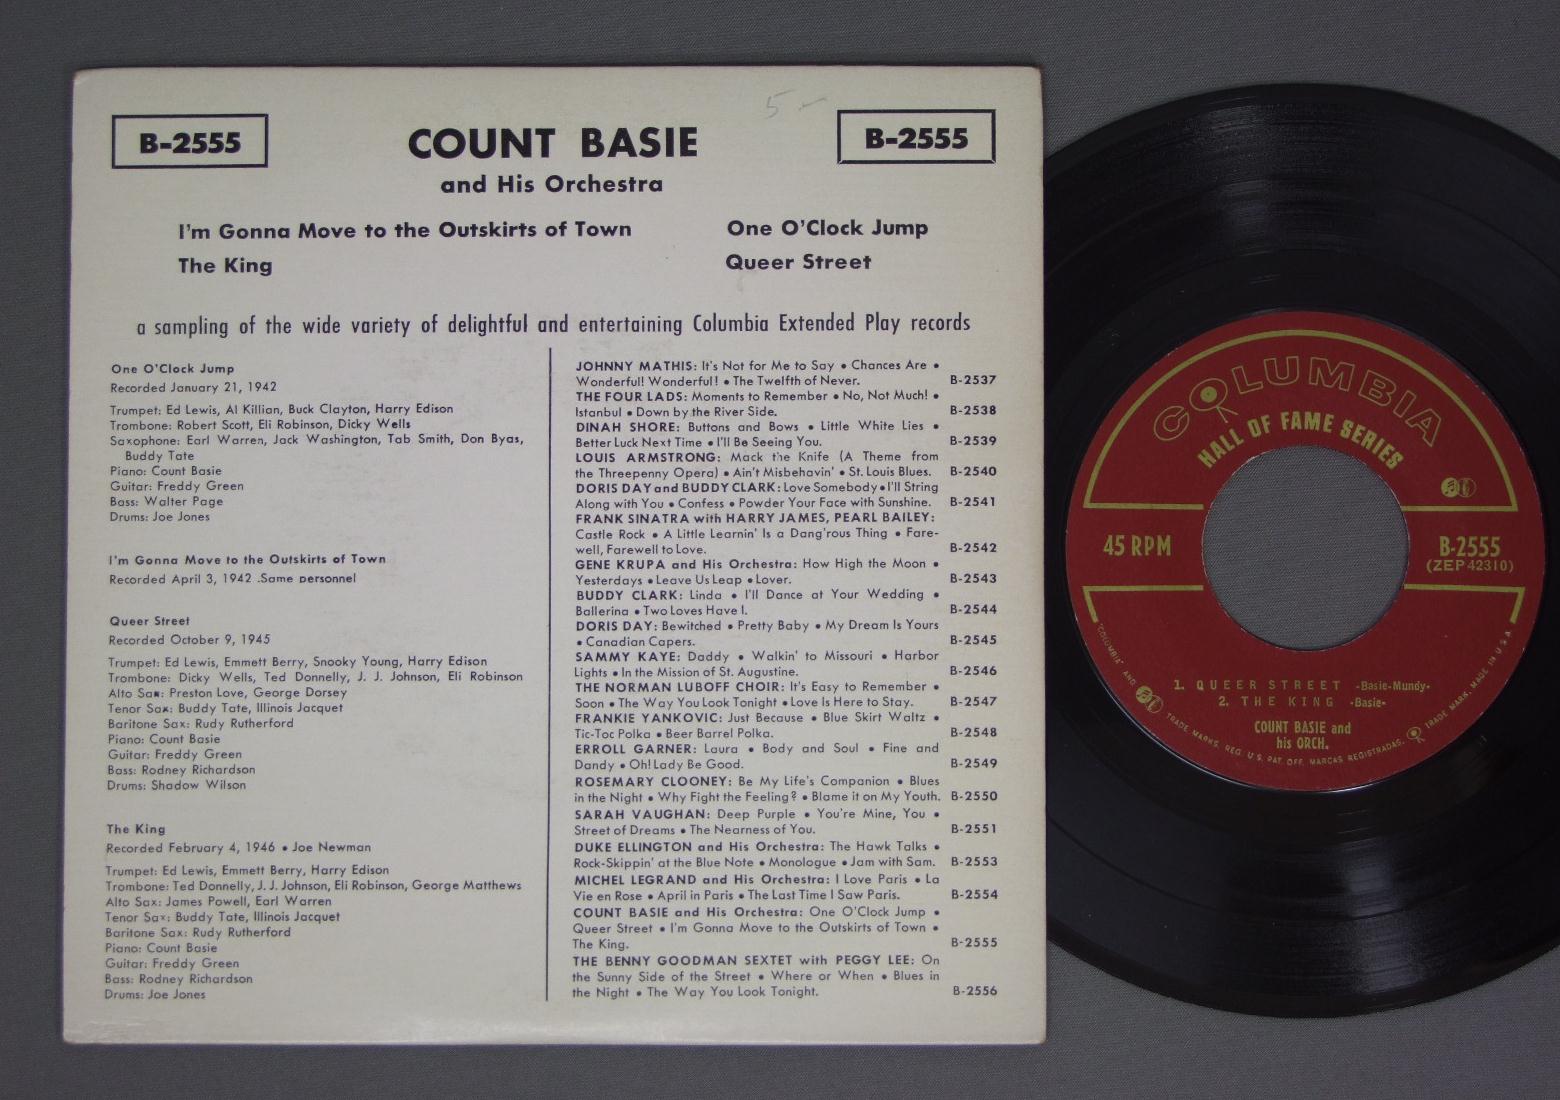 5-
B-2555
COUNT BASIE
B-2555
and His Orchestra
I'm Gonna Move to the Outskirts of Town
One O'Clock Jump
The King
Queer Street
a sampling of the wide variety of delightful and entertaining Columbia Extended Play records
One O'Clock Jump
Recorded January 21, 1942
Trumpet: Ed Lewis, Al Killian, Buck Clayton, Harry Edison
Trombone: Robert Scott, Eli Robinson, Dicky Wells
Saxophone: Earl Warren, Jack Washington, Tab Smith, Don Byas,
Buddy Tate
Piano: Count Basie
Guitar: Freddy Green
Bass: Walter Page
Drums: Joe Jones
I'm Gonna Move to the Outskirts of Town
Recorded April 3, 1942 .Same personnel
Queer Street
Recorded October 9, 1945
Trumpet: Ed Lewis, Emmett Berry, Snooky Young, Harry Edison
Trombone: Dicky Wells, Ted Donnelly, J. J. Johnson, Eli Robinson
Alto Sax: Preston Love, George Dorsey
Tenor Sax: Buddy Tate, Illinois Jacquet
Baritone Sax: Rudy Rutherford
Piano: Count Basie
Guitar: Freddy Green
Bass: Rodney Richardson
Drums: Shadow Wilson
The King
Recorded February 4, 1946 • Joe Newman
Trumpet: Ed Lewis, Emmett Berry, Harry Edison
Trombone: Ted Donnelly, J. J. Johnson, Eli Robinson, George Matthews
Alto Sax: James Powell, Earl Warren
Tenor Sax: Buddy Tate, Illinois Jacquet
Baritone Sax: Rudy Rutherford
Piano: Count Basie
Guitar: Freddy Green
Bass: Rodney Richardson
Drums: Joe Jones
JOHNNY MATHIS: It's Not for Me to Say • Chances Are •
Wonderful! Wonderful! • The Twelfth of Never. B-2537
THE FOUR LADS: Moments to Remember • No, Not Much! •
Istanbul • Down by the River Side. B-2538
DINAH SHORE: Buttons and Bows • Little White Lies •
Better Luck Next Time • I'll Be Seeing You. B-2539
LOUIS ARMSTRONG: Mack the Knife (A Theme from
the Threepenny Opera) • Ain't Misbehavin' • St. Louis Blues. B-2540
DORIS DAY and BUDDY CLARK: Love Somebody • I'll String
Along with You • Confess • Powder Your Face with Sunshine. B-2541
FRANK SINATRA with HARRY JAMES, PEARL BAILEY:
Castle Rock • A Little Learnin' Is a Dang'rous Thing • Fare-
well, Farewell to Love. B-2542
GENE KRUPA and His Orchestra: How High the Moon •
Yesterdays • Leave Us Leap • Lover. B-2543
BUDDY CLARK: Linda • I'll Dance at Your Wedding •
Ballerina • Two Loves Have I. B-2544
DORIS DAY: Bewitched • Pretty Baby • My Dream Is Yours
• Canadian Capers. B-2545
SAMMY KAYE: Daddy • Walkin' to Missouri • Harbor
Lights • In the Mission of St. Augustine. B-2546
THE NORMAN LUBOFF CHOIR: It's Easy to Remember •
Soon • The Way You Look Tonight • Love Is Here to Stay. B-2547
FRANKIE YANKOVIC: Just Because • Blue Skirt Waltz •
Tic-Toc Polka • Beer Barrel Polka. B-2548
ERROLL GARNER: Laura • Body and Soul • Fine and
Dandy • Oh! Lady Be Good. B-2549
ROSEMARY CLOONEY: Be My Life's Companion • Blues
in the Night • Why Fight the Feeling? • Blame it on My Youth. B-2550
SARAH VAUGHAN: Deep Purple • You're Mine, You •
Street of Dreams • The Nearness of You. B-2551
DUKE ELLINGTON and His Orchestra: The Hawk Talks •
Rock-Skippin' at the Blue Note • Monologue • Jam with Sam. B-2553
MICHEL LEGRAND and His Orchestra: I Love Paris • La
Vie en Rose • April in Paris • The Last Time I Saw Paris. B-2554
COUNT BASIE and His Orchestra: One O'Clock Jump •
Queer Street • I'm Gonna Move to the Outskirts of Town •
The King. B-2555
THE BENNY GOODMAN SEXTET with PEGGY LEE: On
the Sunny Side of the Street • Where or When • Blues in
the Night • The Way You Look Tonight. B-2556
COLUMBIA
HALL OF FAME SERIES
45 RPM
B-2555
(ZEP 42310)
1. QUEER STREET -Basie-Mundy-
2. THE KING -Basie-
COUNT BASIE and
his ORCH.
"COLUMBIA" AND TRADE MARKS. REG. U.S. PAT. OFF. MARCAS REGISTRADAS. TRADE MARK. MADE IN U.S.A.